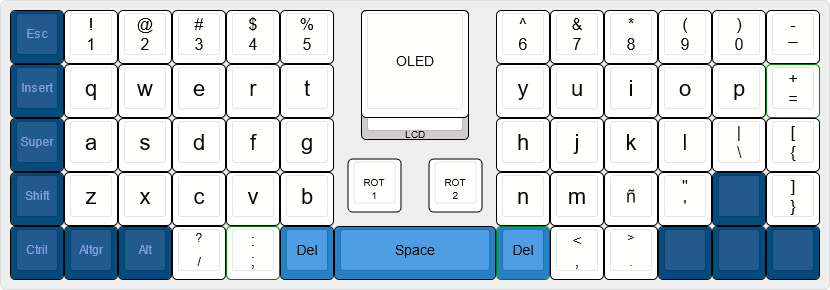 Esc ! @ # $ % OLED ^ & * ( ) -
1 2 3 4 5 6 7 8 9 0 _
Insert q w e r t y u i o p +
=
LCD
Super a s d f g h j k l | [
\ {
Shift z x c v b ROT ROT n m ñ " ]
1 2 ' }
Ctril Altgr Alt ? : Del Space Del < >
/ ; , .